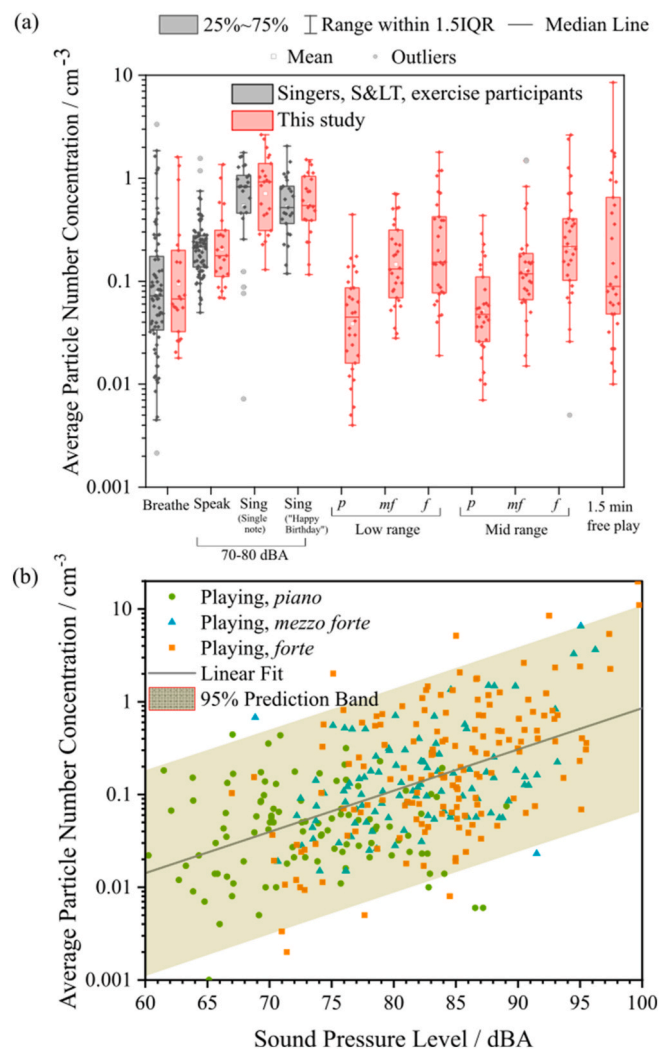 (a)
25%~75% Range within 1.5IQR Median Line
Mean Outliers
Average Particle Number Concentration / cm⁻³
10
1
0.1
0.01
0.001
Singers, S&LT, exercise participants
This study
Breathe Speak Sing Sing p mf f p mf f 1.5 min
(Single ("Happy Low range Mid range free play
note) Birthday")
70-80 dBA
(b)
Average Particle Number Concentration / cm⁻³
10
1
0.1
0.01
0.001
Playing, piano
Playing, mezzo forte
Playing, forte
Linear Fit
95% Prediction Band
60 65 70 75 80 85 90 95 100
Sound Pressure Level / dBA